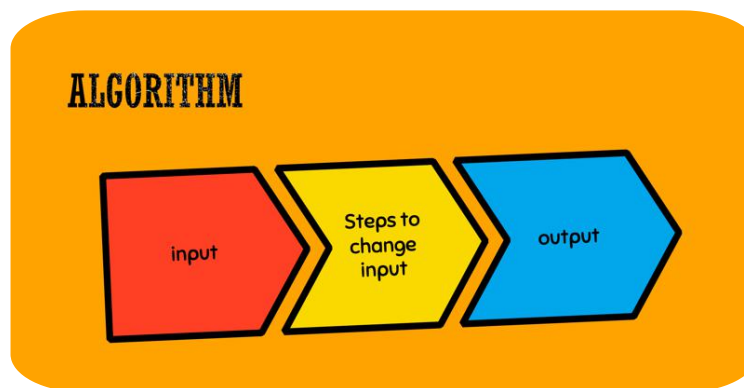 ALGORITHM
input
Steps to
change
input
output